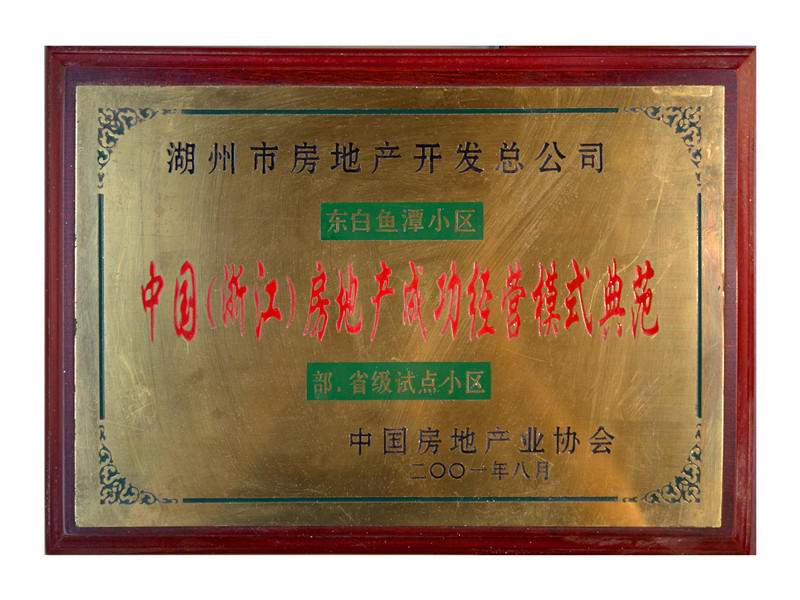 湖州市房地产开发总公司
东白鱼潭小区
中国(浙江)房地产成功经营模式典范
部.省级试点小区
中国房地产业协会
二〇〇一年八月